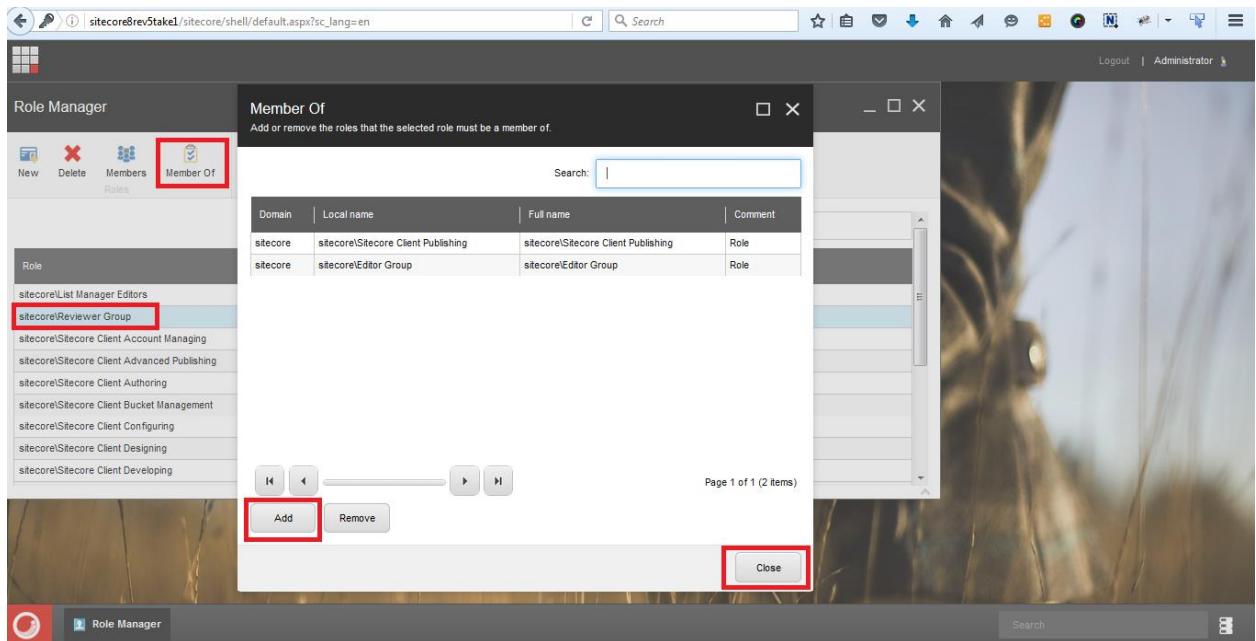 sitecore8rev5take1/sitecore/shell/default.aspx?sc_lang=en
Search
Logout | Administrator
Role Manager
Member Of
Add or remove the roles that the selected role must be a member of.
New Delete Members Member Of
Roles
Search:
Domain Local name Full name Comment
sitecore sitecore\Sitecore Client Publishing sitecore\Sitecore Client Publishing Role
sitecore sitecore\Editor Group sitecore\Editor Group Role
Role
sitecore\List Manager Editors
sitecore\Reviewer Group
sitecore\Sitecore Client Account Managing
sitecore\Sitecore Client Advanced Publishing
sitecore\Sitecore Client Authoring
sitecore\Sitecore Client Bucket Management
sitecore\Sitecore Client Configuring
sitecore\Sitecore Client Designing
sitecore\Sitecore Client Developing
Page 1 of 1 (2 items)
Add Remove
Close
Role Manager
Search